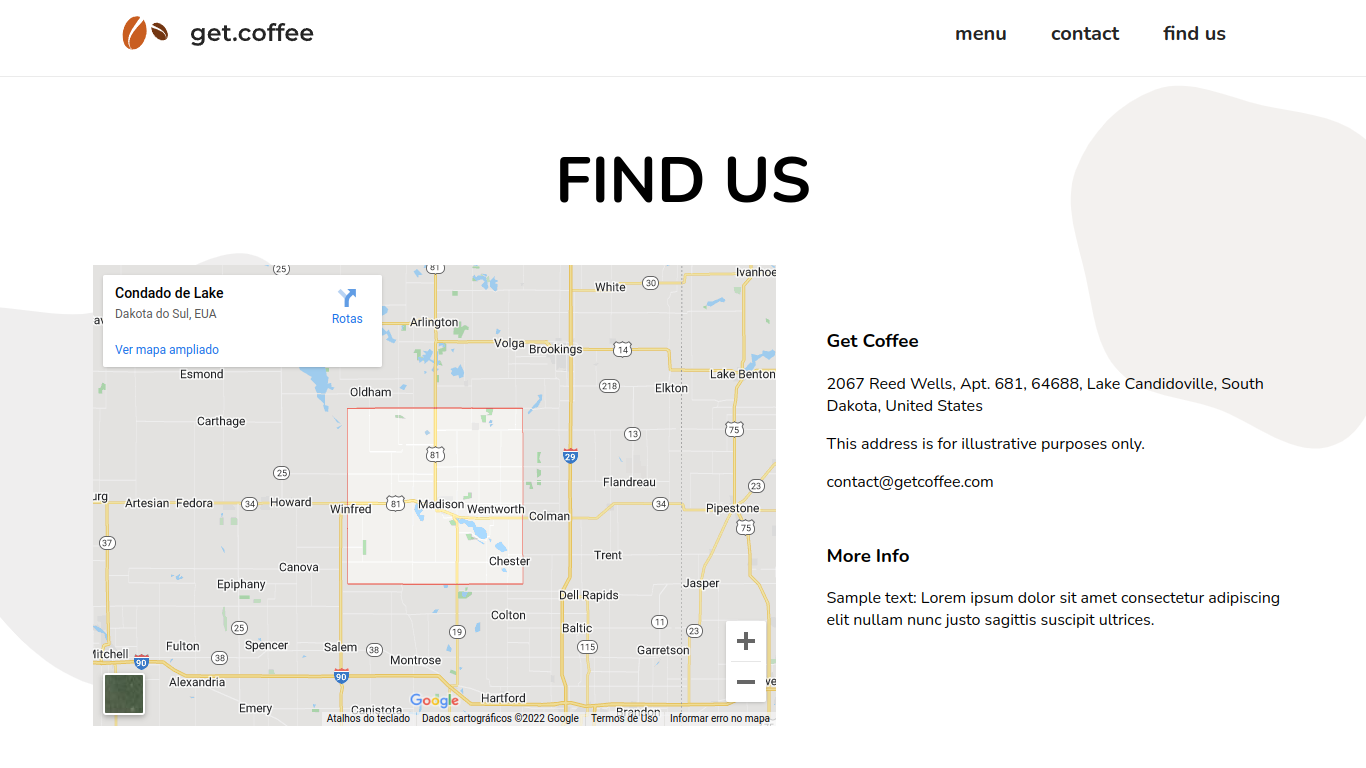 get.coffee
menu contact find us
FIND US
Condado de Lake
Dakota do Sul, EUA
Rotas
Ver mapa ampliado
25
81
Ivanhoe
White
30
Arlington
Volga
Brookings
14
Esmond
Lake Benton
Oldham
218
Elkton
Carthage
81
13
75
29
25
Flandreau
23
Artesian Fedora
34
Howard
Winfred
81
Madison
Wentworth
Colman
34
Pipestone
75
37
Trent
Canova
Chester
Epiphany
Jasper
Dell Rapids
Colton
25
19
Baltic
11
23
Fulton
Spencer
Salem
38
115
Garretson
Mitchell
90
38
Montrose
90
Alexandria
Hartford
Emery
Canistota
Google
Brandon
Atalhos do teclado
Dados cartográficos ©2022 Google
Termos de Uso
Informar erro no mapa
Get Coffee
2067 Reed Wells, Apt. 681, 64688, Lake Candidoville, South
Dakota, United States
This address is for illustrative purposes only.
contact@getcoffee.com
More Info
Sample text: Lorem ipsum dolor sit amet consectetur adipiscing
elit nullam nunc justo sagittis suscipit ultrices.